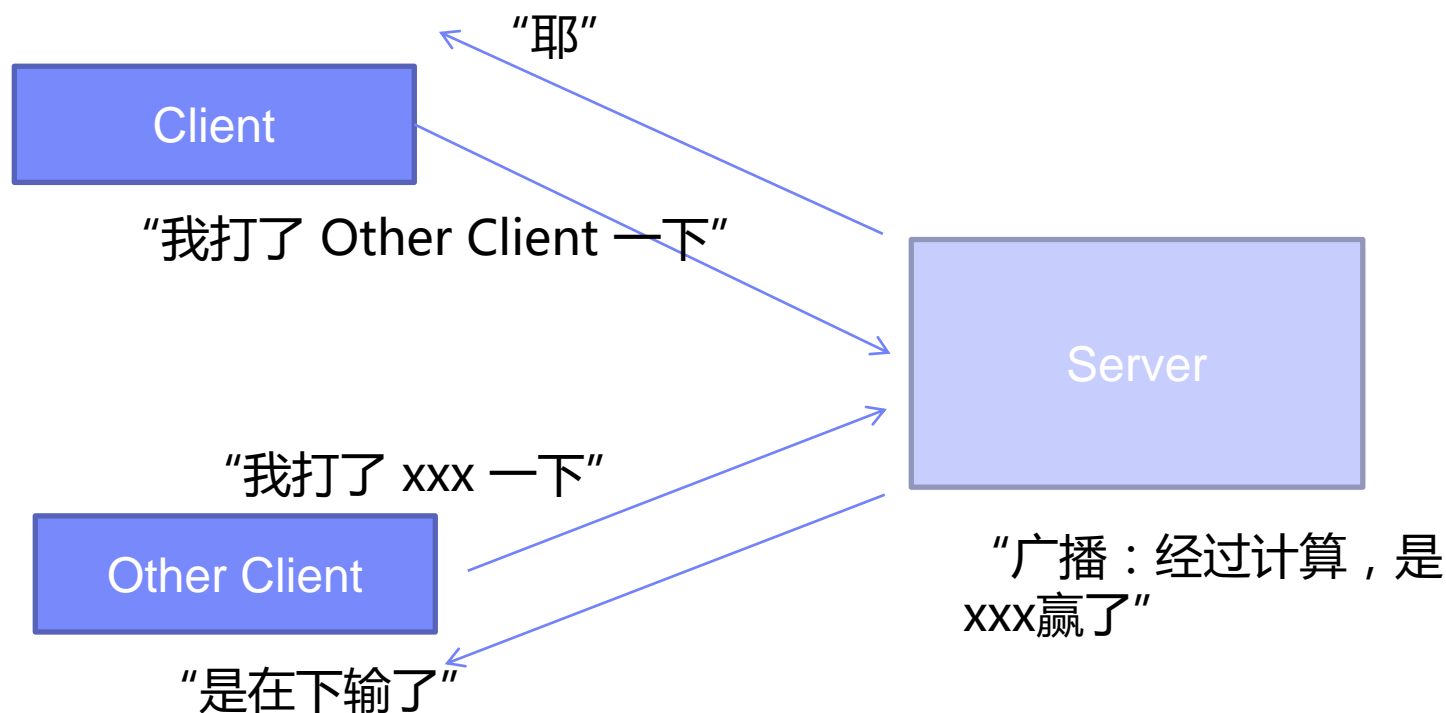 “耶”
Client
“我打了 Other Client 一下”
Server
“我打了 xxx 一下”
Other Client
“广播：经过计算，是
xxx赢了”
“是在下输了”